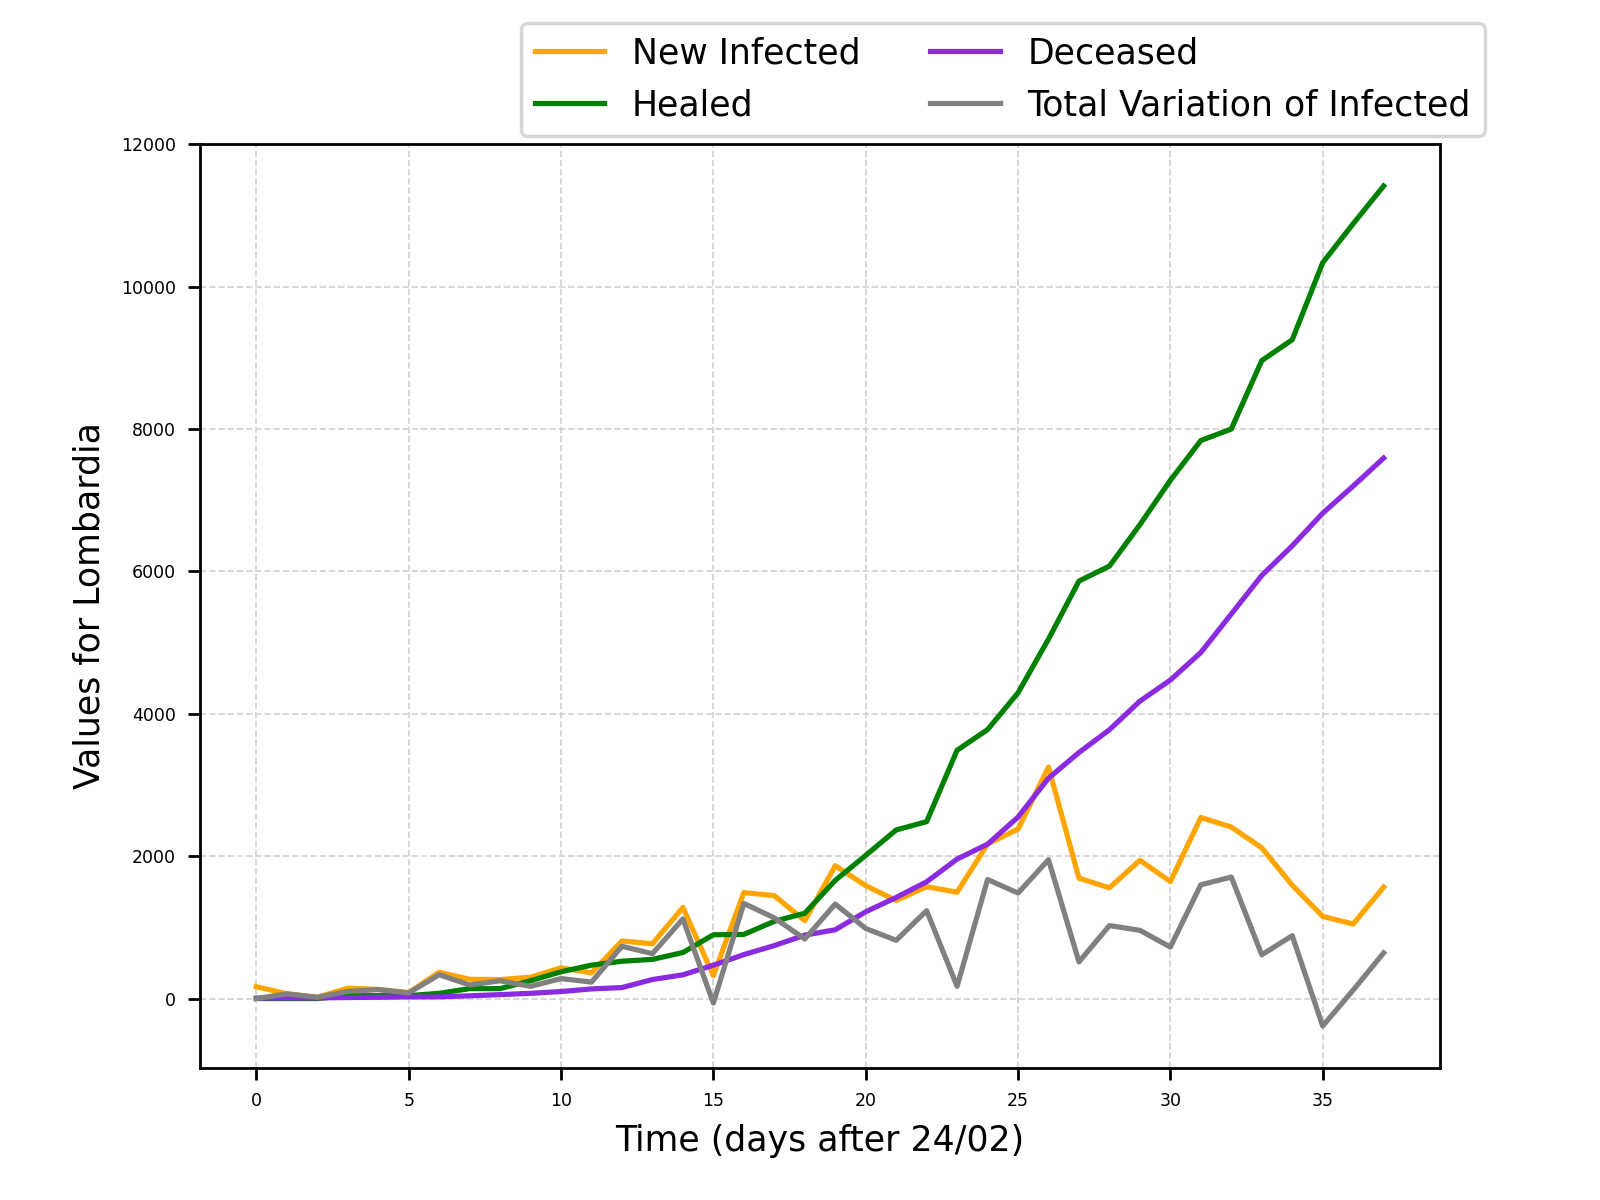 New Infected
Healed
Deceased
Total Variation of Infected
12000
10000
8000
6000
4000
2000
0
Values for Lombardia
0 5 10 15 20 25 30 35
Time (days after 24/02)